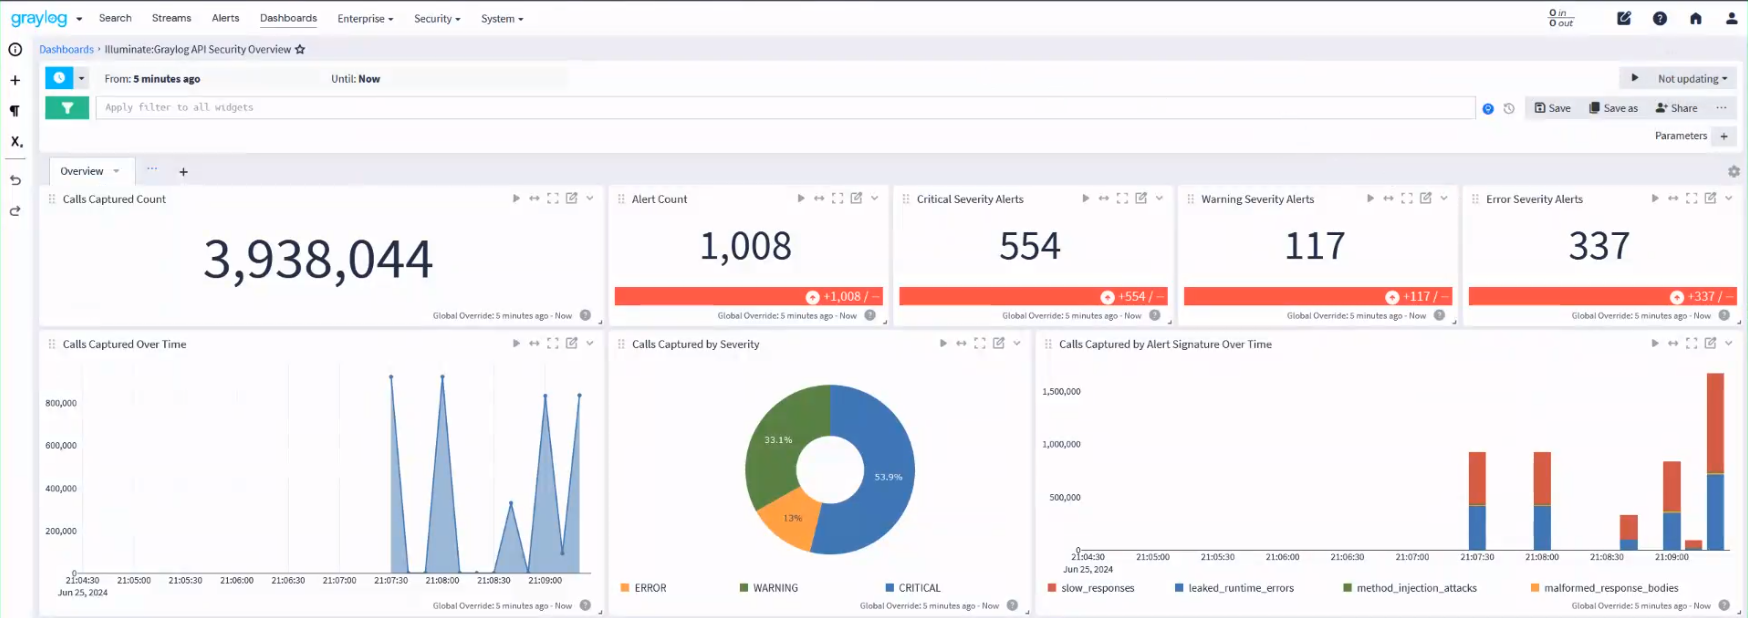 graylog Search Streams Alerts Dashboards Enterprise Security System 0 in
0 out
Dashboards › Illuminate:Graylog API Security Overview
From: 5 minutes ago Until: Now Not updating
Apply filter to all widgets Save Save as Share ...
Parameters +
Overview ... +
Calls Captured Count
3,938,044
Global Override: 5 minutes ago - Now
Alert Count
1,008
+1,008 / --
Global Override: 5 minutes ago - Now
Critical Severity Alerts
554
+554 / --
Global Override: 5 minutes ago - Now
Warning Severity Alerts
117
+117 / --
Global Override: 5 minutes ago - Now
Error Severity Alerts
337
+337 / --
Global Override: 5 minutes ago - Now
Calls Captured Over Time
800,000
600,000
400,000
200,000
0
21:04:30 21:05:00 21:05:30 21:06:00 21:06:30 21:07:00 21:07:30 21:08:00 21:08:30 21:09:00
Jun 25, 2024
Global Override: 5 minutes ago - Now
Calls Captured by Severity
33.1%
53.9%
13%
ERROR WARNING CRITICAL
Global Override: 5 minutes ago - Now
Calls Captured by Alert Signature Over Time
1,500,000
1,000,000
500,000
0
21:04:30 21:05:00 21:05:30 21:06:00 21:06:30 21:07:00 21:07:30 21:08:00 21:08:30 21:09:00
Jun 25, 2024
slow_responses leaked_runtime_errors method_injection_attacks malformed_response_bodies
Global Override: 5 minutes ago - Now